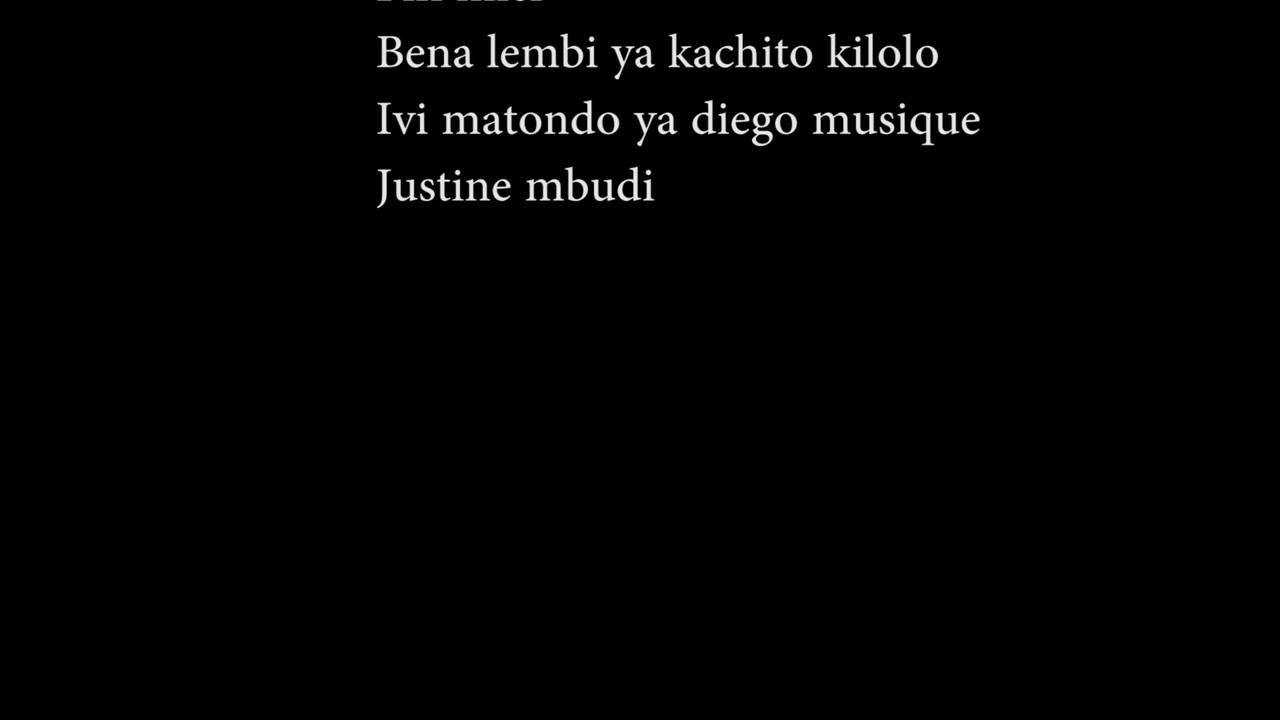 Bena lembi ya kachito kilolo
Ivi matondo ya diego musique
Justine mbudi